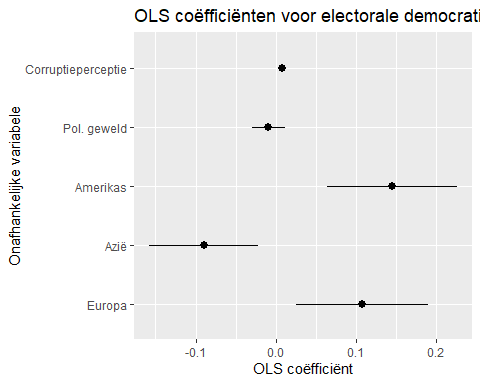 OLS coëfficiënten voor electorale democrati
Corruptieperceptie
Pol. geweld
Amerikas
Azië
Europa
Onafhankelijke variabele
-0.1 0.0 0.1 0.2
OLS coëfficiënt